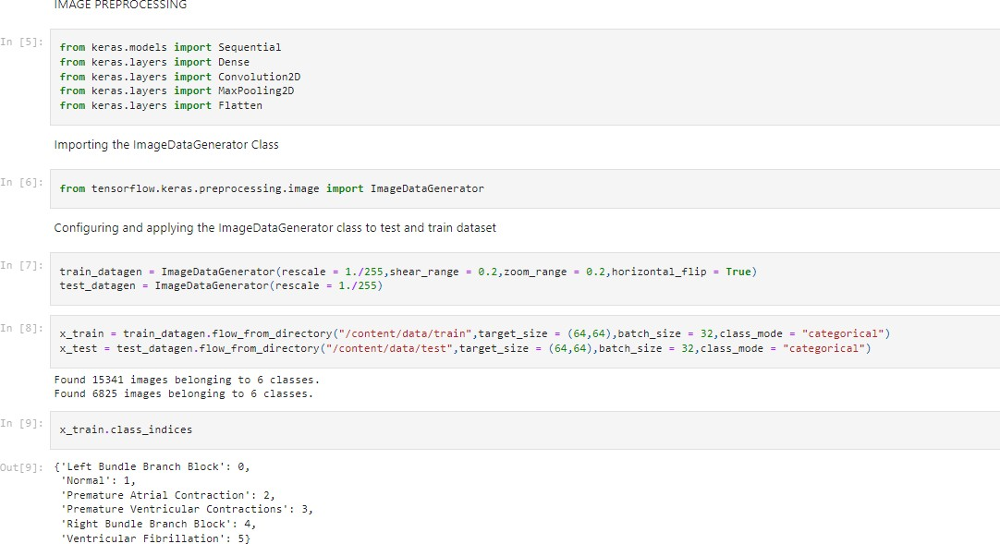 IMAGE PREPROCESSING
In [5]:
from keras.models import Sequential
from keras.layers import Dense
from keras.layers import Convolution2D
from keras.layers import MaxPooling2D
from keras.layers import Flatten
Importing the ImageDataGenerator Class
In [6]:
from tensorflow.keras.preprocessing.image import ImageDataGenerator
Configuring and applying the ImageDataGenerator class to test and train dataset
In [7]:
train_datagen = ImageDataGenerator(rescale = 1./255,shear_range = 0.2,zoom_range = 0.2,horizontal_flip = True)
test_datagen = ImageDataGenerator(rescale = 1./255)
In [8]:
x_train = train_datagen.flow_from_directory("/content/data/train",target_size = (64,64),batch_size = 32,class_mode = "categorical")
x_test = test_datagen.flow_from_directory("/content/data/test",target_size = (64,64),batch_size = 32,class_mode = "categorical")
Found 15341 images belonging to 6 classes.
Found 6825 images belonging to 6 classes.
In [9]:
x_train.class_indices
Out[9]:
{'Left Bundle Branch Block': 0,
'Normal': 1,
'Premature Atrial Contraction': 2,
'Premature Ventricular Contractions': 3,
'Right Bundle Branch Block': 4,
'Ventricular Fibrillation': 5}